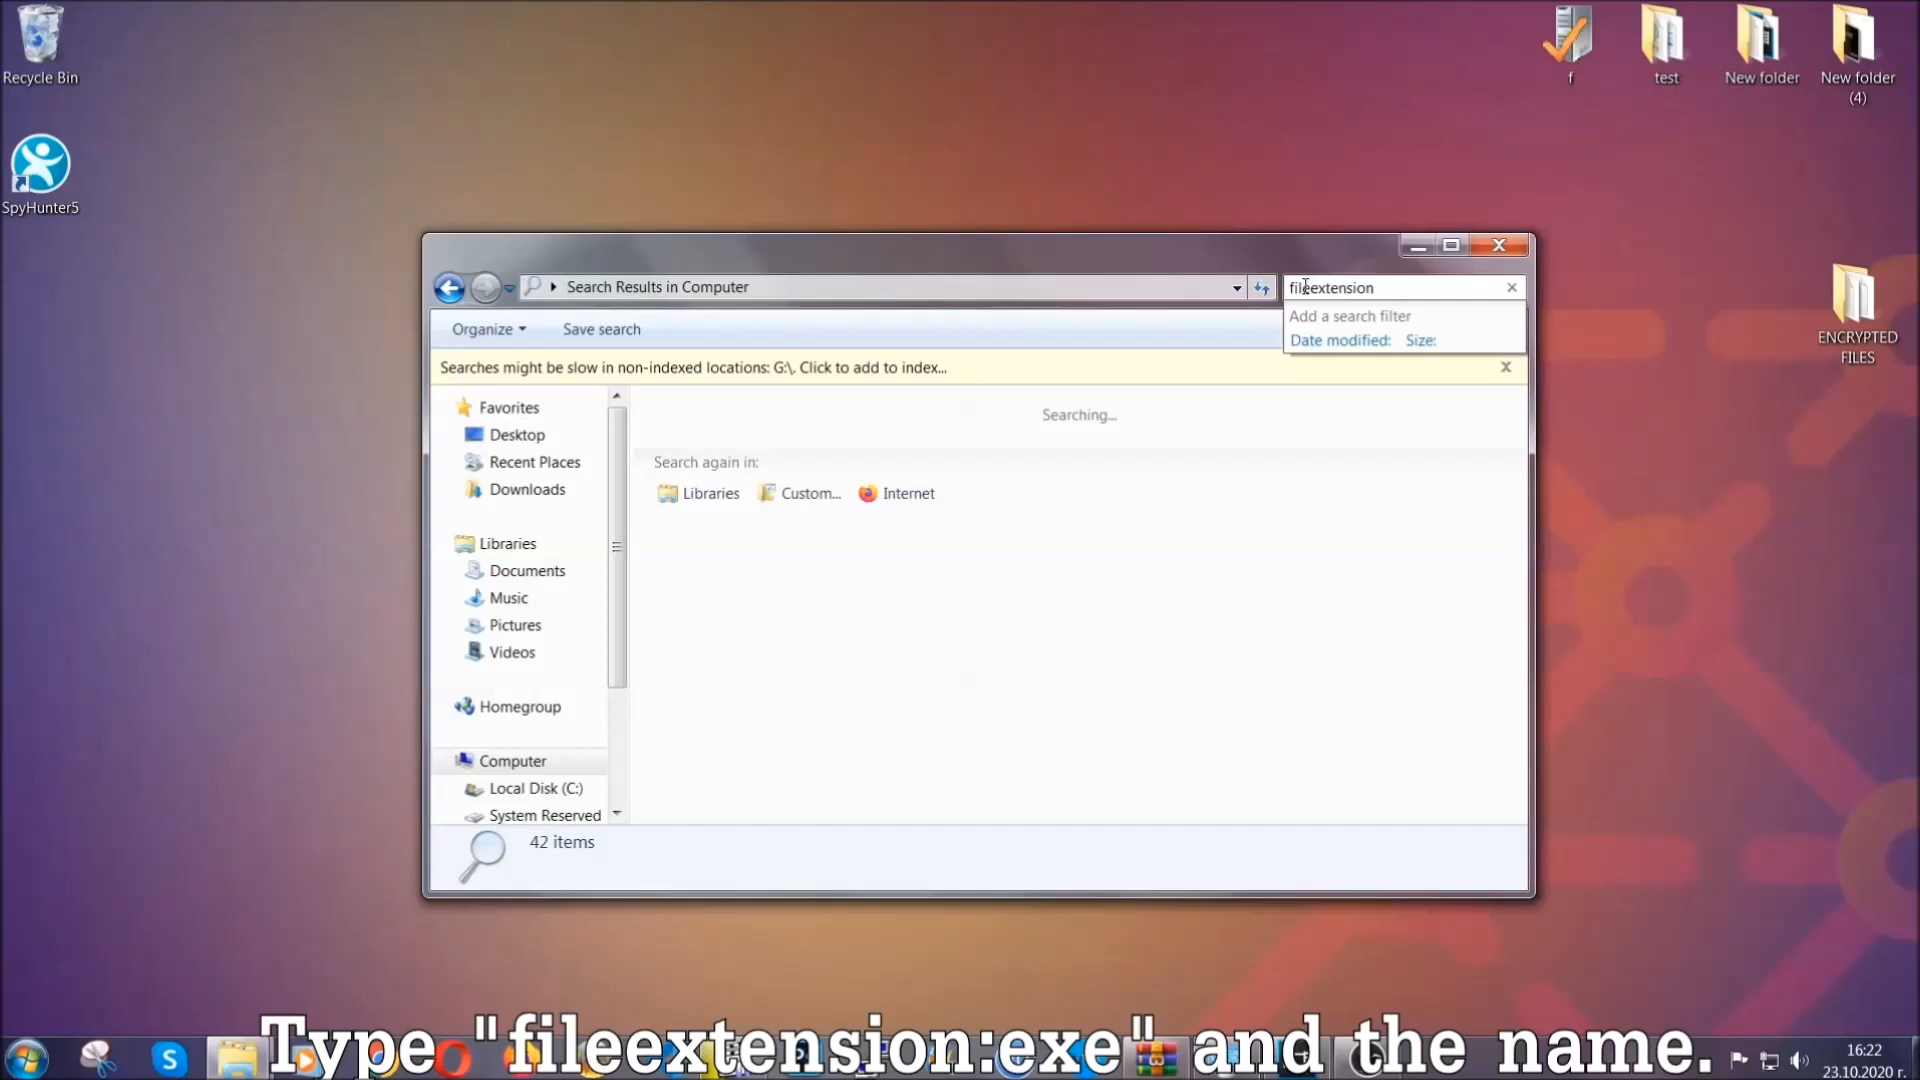 Recycle Bin
SpyHunter5
f
test
New folder
New folder
(4)
ENCRYPTED
FILES
Search Results in Computer
fileextension
Add a search filter
Date modified: Size:
Organize
Save search
Searches might be slow in non-indexed locations: G:\. Click to add to index...
Favorites
Desktop
Recent Places
Downloads
Libraries
Documents
Music
Pictures
Videos
Homegroup
Computer
Local Disk (C:)
System Reserved
Searching...
Search again in:
Libraries
Custom...
Internet
42 items
Type "fileextension:exe" and the name.
16:22
23.10.2020 г.